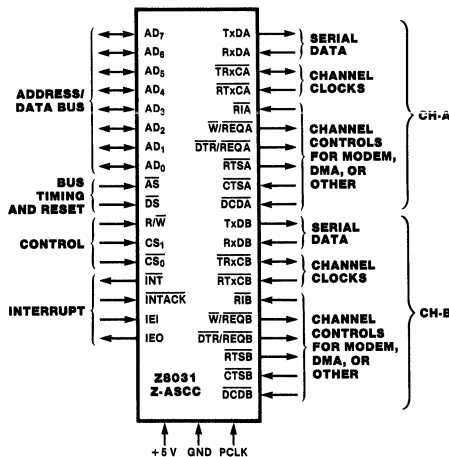 ADDRESS/
DATA BUS
BUS
TIMING
AND RESET
CONTROL
INTERRUPT
AD7
AD6
AD5
AD4
AD3
AD2
AD1
AD0
AS
DS
R/W
CS1
CS0
INT
INTACK
IEI
IEO
Z8031
Z-ASCC
+5 V GND PCLK
TxDA
RxDA
TRxCA
RTxCA
RIA
W/REQA
DTR/REQA
RTSA
CTSA
DCDA
TxDB
RxDB
TRxCB
RTxCB
RIB
W/REQB
DTR/REQB
RTSB
CTSB
DCDB
SERIAL
DATA
CHANNEL
CLOCKS
CHANNEL
CONTROLS
FOR MODEM,
DMA, OR
OTHER
CH-A
SERIAL
DATA
CHANNEL
CLOCKS
CHANNEL
CONTROLS
FOR MODEM,
DMA, OR
OTHER
CH-B